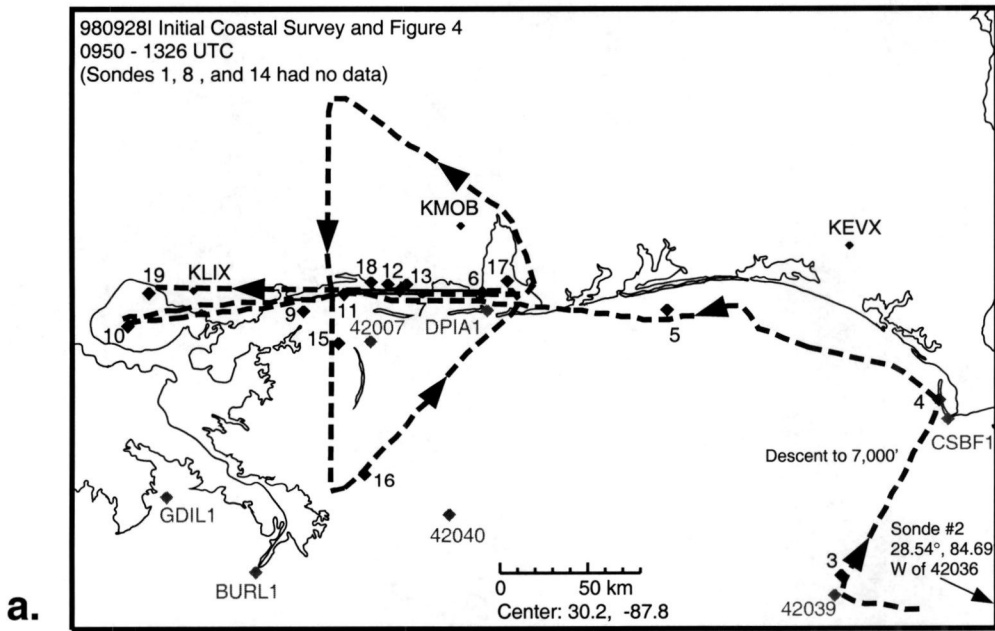 980928I Initial Coastal Survey and Figure 4
0950 - 1326 UTC
(Sondes 1, 8 , and 14 had no data)
KMOB
KEVX
19
KLIX
18
12
13
6
17
9
11
7
10
15
42007
DPIA1
5
4
CSBF1
16
Descent to 7,000'
GDIL1
42040
Sonde #2
28.54°, 84.69
W of 42036
3
BURL1
0
50 km
42039
Center: 30.2, -87.8
a.